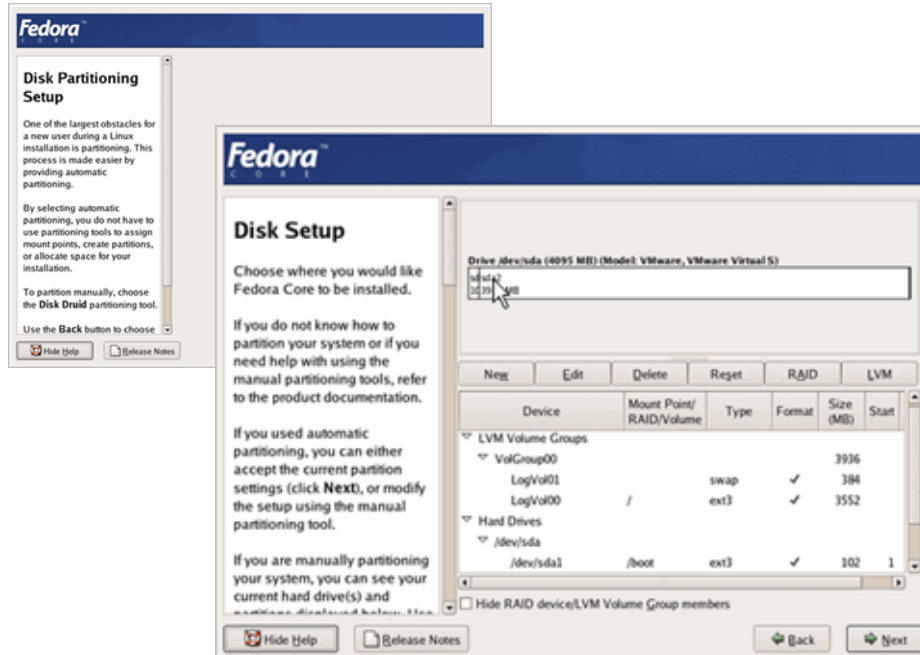 Fedora™
CORE
Disk Partitioning
Setup
One of the largest obstacles for
a new user during a Linux
installation is partitioning. This
process is made easier by
providing automatic
partitioning.
By selecting automatic
partitioning, you do not have to
use partitioning tools to assign
mount points, create partitions,
or allocate space for your
installation.
To partition manually, choose
the Disk Druid partitioning tool.
Use the Back button to choose
Hide Help
Release Notes
Fedora™
CORE
Disk Setup
Choose where you would like
Fedora Core to be installed.
If you do not know how to
partition your system or if you
need help with using the
manual partitioning tools, refer
to the product documentation.
If you used automatic
partitioning, you can either
accept the current partition
settings (click Next), or modify
the setup using the manual
partitioning tool.
If you are manually partitioning
your system, you can see your
current hard drive(s) and
Drive /dev/sda (4095 MB) (Model: VMware, VMware Virtual S)
sda2
MB
New Edit Delete Reset RAID LVM
Device Mount Point/ RAID/Volume Type Format Size (MB) Start
LVM Volume Groups
VolGroup00 3936
LogVol01 swap ✓ 384
LogVol00 / ext3 ✓ 3552
Hard Drives
/dev/sda
/dev/sda1 /boot ext3 ✓ 102 1
Hide RAID device/LVM Volume Group members
Hide Help
Release Notes
Back
Next